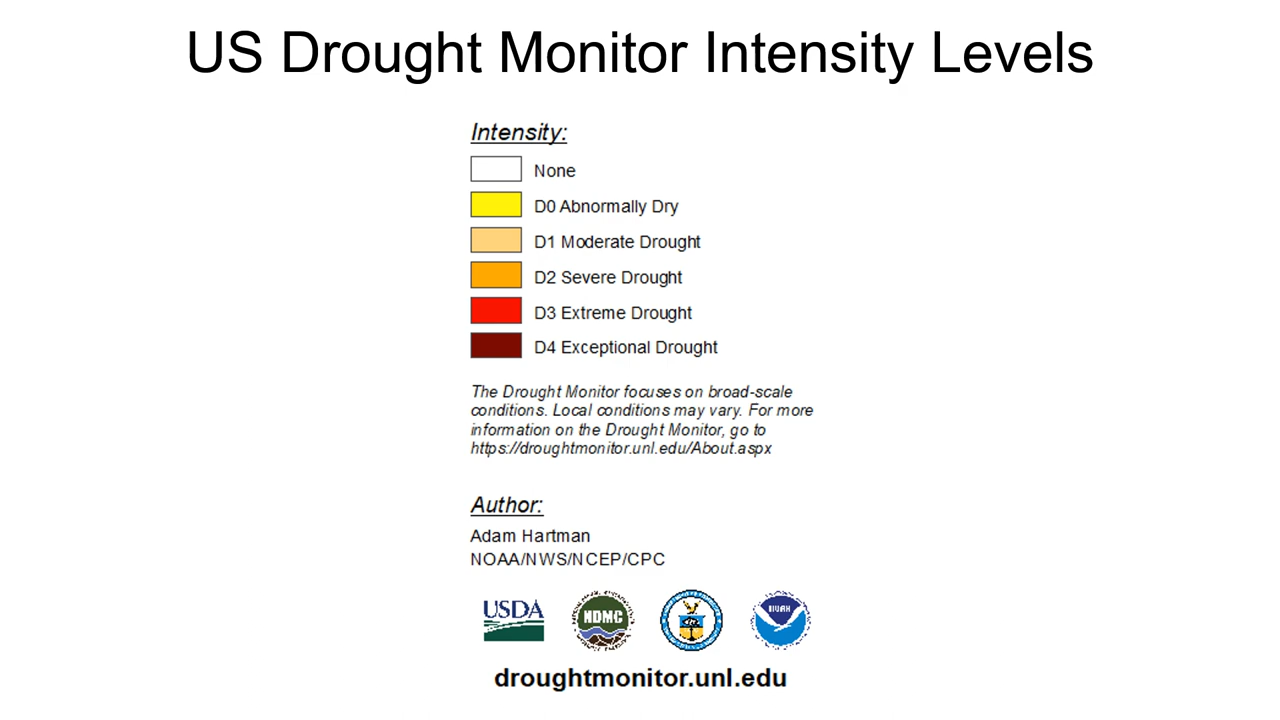 US Drought Monitor Intensity Levels
Intensity:
None
D0 Abnormally Dry
D1 Moderate Drought
D2 Severe Drought
D3 Extreme Drought
D4 Exceptional Drought
The Drought Monitor focuses on broad-scale
conditions. Local conditions may vary. For more
information on the Drought Monitor, go to
https://droughtmonitor.unl.edu/About.aspx
Author:
Adam Hartman
NOAA/NWS/NCEP/CPC
USDA
NDMC
droughtmonitor.unl.edu